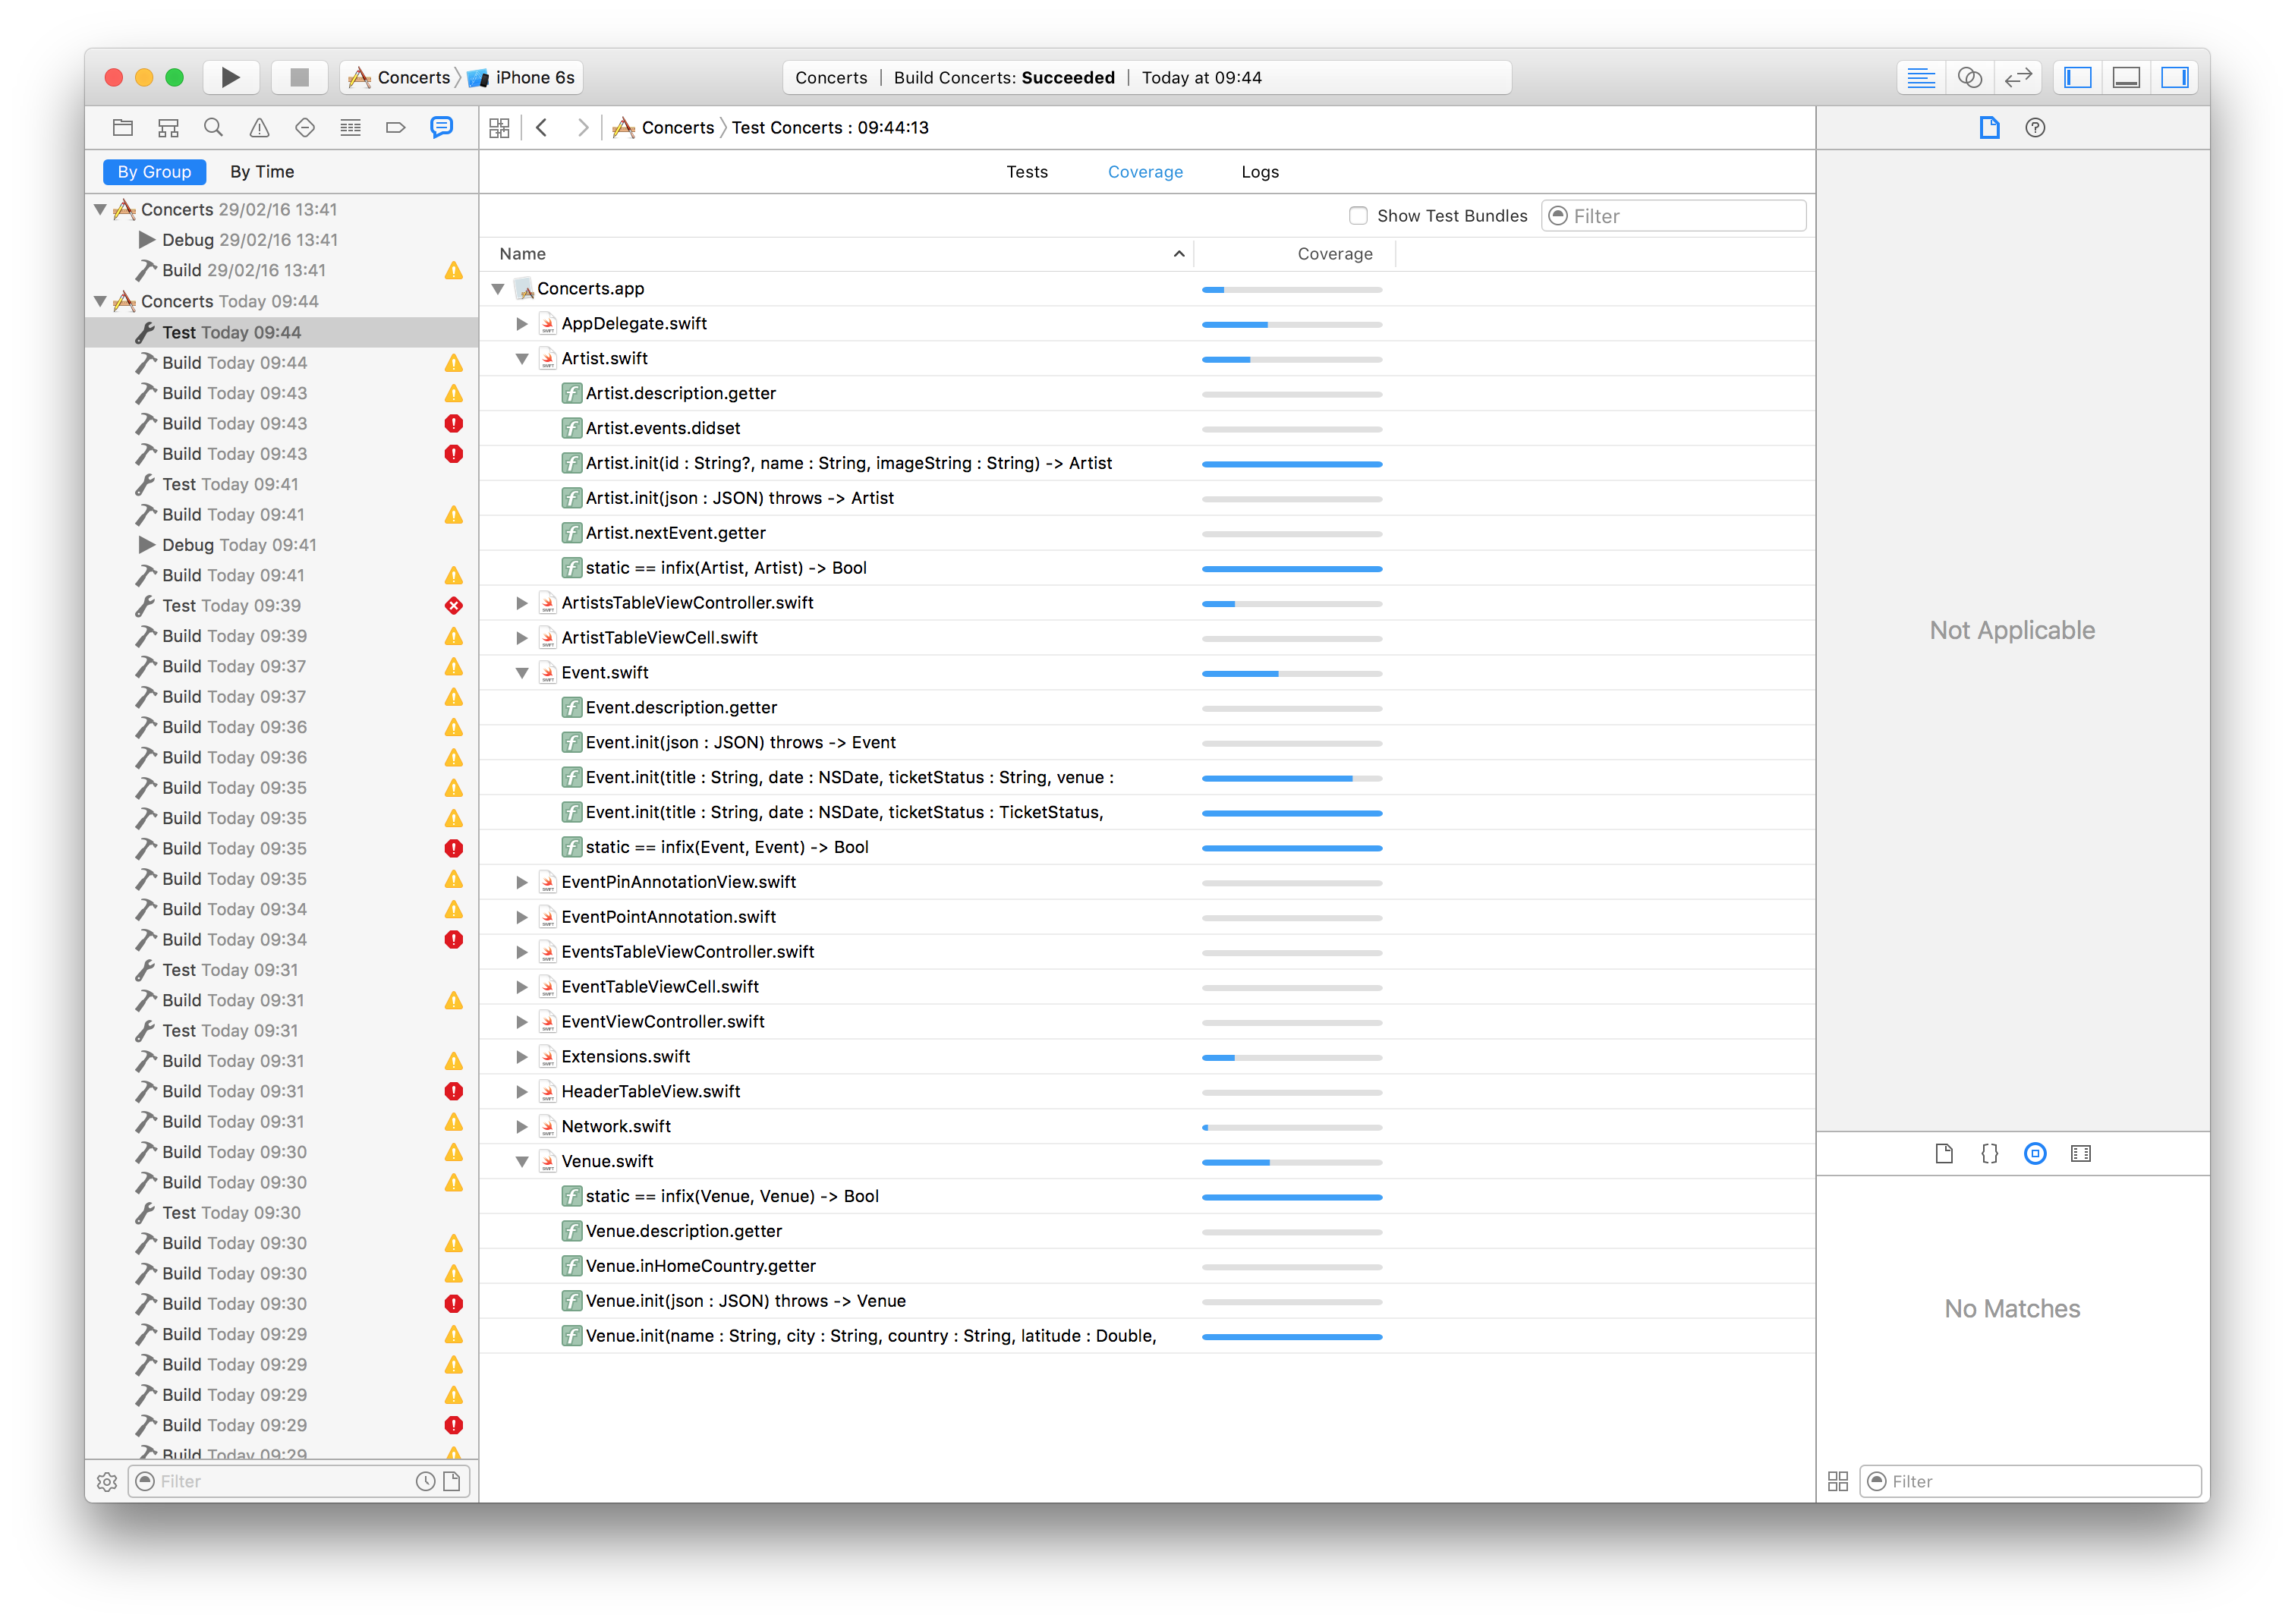 Concerts iPhone 6s
Concerts | Build Concerts: Succeeded | Today at 09:44
Concerts Test Concerts : 09:44:13
By Group By Time
Tests Coverage Logs
Concerts 29/02/16 13:41
Debug 29/02/16 13:41
Build 29/02/16 13:41
Concerts Today 09:44
Test Today 09:44
Build Today 09:44
Build Today 09:43
Build Today 09:43
Build Today 09:43
Test Today 09:41
Build Today 09:41
Debug Today 09:41
Build Today 09:41
Test Today 09:39
Build Today 09:39
Build Today 09:37
Build Today 09:37
Build Today 09:36
Build Today 09:36
Build Today 09:35
Build Today 09:35
Build Today 09:35
Build Today 09:35
Build Today 09:34
Build Today 09:34
Test Today 09:31
Build Today 09:31
Test Today 09:31
Build Today 09:31
Build Today 09:31
Build Today 09:31
Build Today 09:30
Build Today 09:30
Test Today 09:30
Build Today 09:30
Build Today 09:30
Build Today 09:30
Build Today 09:29
Build Today 09:29
Build Today 09:29
Build Today 09:29
Build Today 09:29
Filter
Show Test Bundles Filter
Name Coverage
Concerts.app
AppDelegate.swift
Artist.swift
Artist.description.getter
Artist.events.didset
Artist.init(id : String?, name : String, imageString : String) -> Artist
Artist.init(json : JSON) throws -> Artist
Artist.nextEvent.getter
static == infix(Artist, Artist) -> Bool
ArtistsTableViewController.swift
ArtistTableViewCell.swift
Event.swift
Event.description.getter
Event.init(json : JSON) throws -> Event
Event.init(title : String, date : NSDate, ticketStatus : String, venue :
Event.init(title : String, date : NSDate, ticketStatus : TicketStatus,
static == infix(Event, Event) -> Bool
EventPinAnnotationView.swift
EventPointAnnotation.swift
EventsTableViewController.swift
EventTableViewCell.swift
EventViewController.swift
Extensions.swift
HeaderTableView.swift
Network.swift
Venue.swift
static == infix(Venue, Venue) -> Bool
Venue.description.getter
Venue.inHomeCountry.getter
Venue.init(json : JSON) throws -> Venue
Venue.init(name : String, city : String, country : String, latitude : Double,
Not Applicable
No Matches
Filter